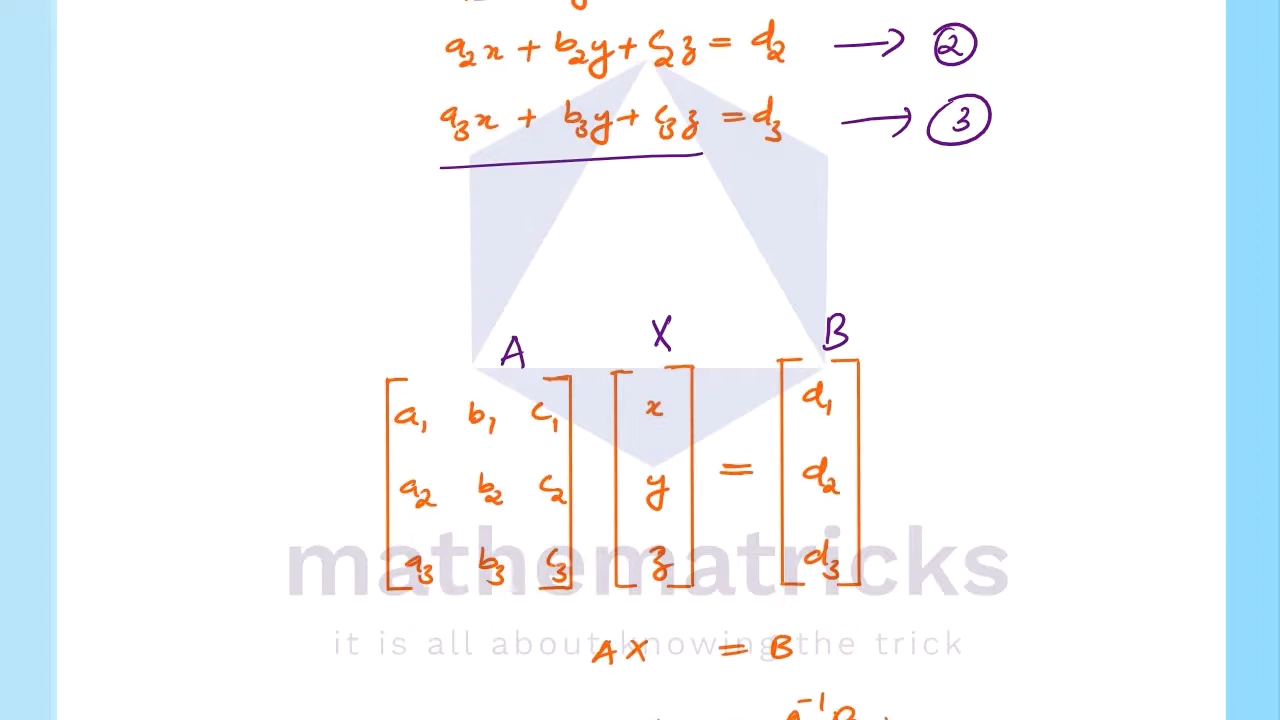 a₂x + b₂y + c₂z = d₂ → ②
a₃x + b₃y + c₃z = d₃ → ③
A X B
[ a₁ b₁ c₁ ] [ x ] [ d₁ ]
[ a₂ b₂ c₂ ] [ y ] = [ d₂ ]
[ a₃ b₃ c₃ ] [ z ] [ d₃ ]
mathematricks
it is all about knowing the trick
AX = B
A⁻¹B